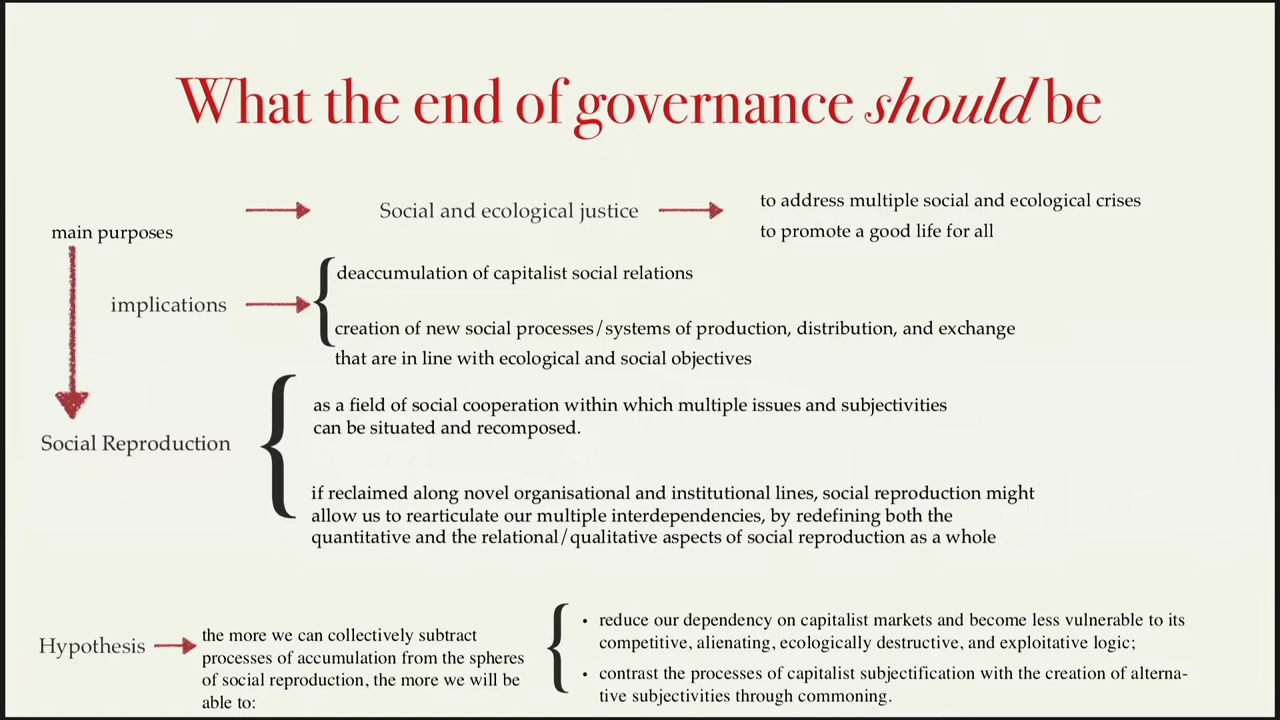 What the end of governance should be
main purposes
Social and ecological justice
to address multiple social and ecological crises
to promote a good life for all
implications
deaccumulation of capitalist social relations
creation of new social processes/systems of production, distribution, and exchange
that are in line with ecological and social objectives
Social Reproduction
as a field of social cooperation within which multiple issues and subjectivities
can be situated and recomposed.
if reclaimed along novel organisational and institutional lines, social reproduction might
allow us to rearticulate our multiple interdependencies, by redefining both the
quantitative and the relational/qualitative aspects of social reproduction as a whole
Hypothesis
the more we can collectively subtract
processes of accumulation from the spheres
of social reproduction, the more we will be
able to:
• reduce our dependency on capitalist markets and become less vulnerable to its
competitive, alienating, ecologically destructive, and exploitative logic;
• contrast the processes of capitalist subjectification with the creation of alterna-
tive subjectivities through commoning.